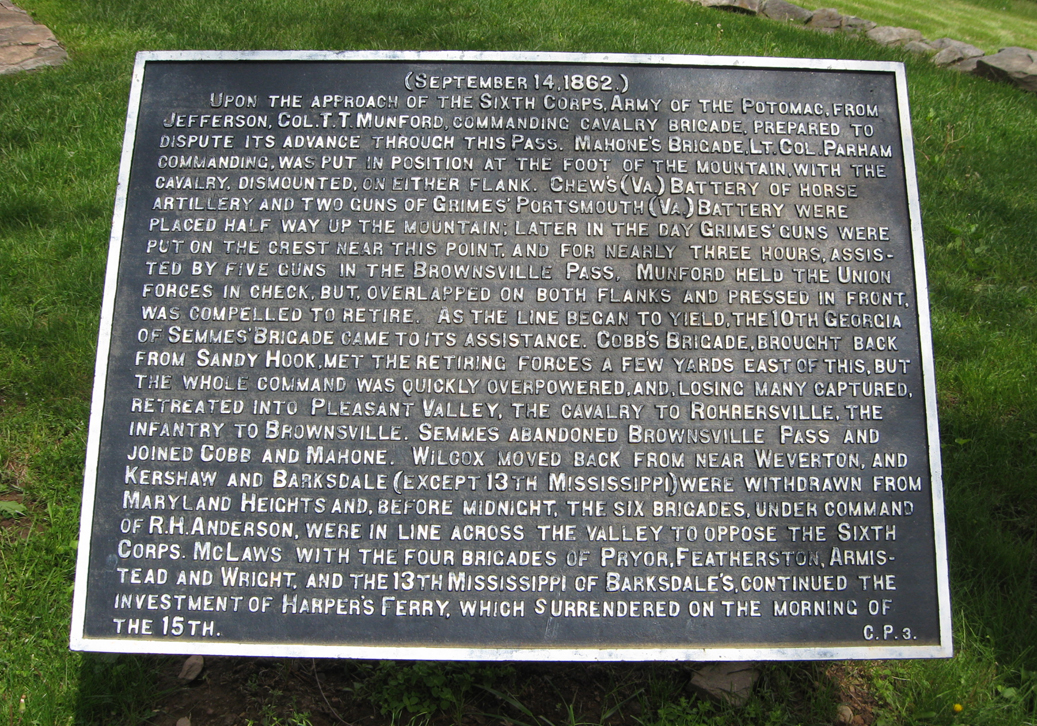 (SEPTEMBER 14, 1862.)
UPON THE APPROACH OF THE SIXTH CORPS, ARMY OF THE POTOMAC, FROM
JEFFERSON, COL. T. T. MUNFORD, COMMANDING CAVALRY BRIGADE, PREPARED TO
DISPUTE ITS ADVANCE THROUGH THIS PASS. MAHONE'S BRIGADE, LT. COL. PARHAM
COMMANDING, WAS PUT IN POSITION AT THE FOOT OF THE MOUNTAIN, WITH THE
CAVALRY, DISMOUNTED, ON EITHER FLANK. CHEW'S (VA.) BATTERY OF HORSE
ARTILLERY AND TWO GUNS OF GRIMES' PORTSMOUTH (VA.) BATTERY WERE
PLACED HALF WAY UP THE MOUNTAIN; LATER IN THE DAY GRIMES' GUNS WERE
PUT ON THE CREST NEAR THIS POINT, AND FOR NEARLY THREE HOURS, ASSIS-
TED BY FIVE GUNS IN THE BROWNSVILLE PASS, MUNFORD HELD THE UNION
FORCES IN CHECK, BUT, OVERLAPPED ON BOTH FLANKS AND PRESSED IN FRONT,
WAS COMPELLED TO RETIRE. AS THE LINE BEGAN TO YIELD, THE 10TH GEORGIA
OF SEMMES' BRIGADE CAME TO ITS ASSISTANCE. COBB'S BRIGADE, BROUGHT BACK
FROM SANDY HOOK, MET THE RETIRING FORCES A FEW YARDS EAST OF THIS, BUT
THE WHOLE COMMAND WAS QUICKLY OVERPOWERED, AND, LOSING MANY CAPTURED,
RETREATED INTO PLEASANT VALLEY, THE CAVALRY TO ROHRERSVILLE, THE
INFANTRY TO BROWNSVILLE. SEMMES ABANDONED BROWNSVILLE PASS AND
JOINED COBB AND MAHONE. WILCOX MOVED BACK FROM NEAR WEVERTON, AND
KERSHAW AND BARKSDALE (EXCEPT 13TH MISSISSIPPI) WERE WITHDRAWN FROM
MARYLAND HEIGHTS AND, BEFORE MIDNIGHT, THE SIX BRIGADES, UNDER COMMAND
OF R. H. ANDERSON, WERE IN LINE ACROSS THE VALLEY TO OPPOSE THE SIXTH
CORPS. MCLAWS WITH THE FOUR BRIGADES OF PRYOR, FEATHERSTON, ARMIS-
TEAD AND WRIGHT, AND THE 13TH MISSISSIPPI OF BARKSDALE'S, CONTINUED THE
INVESTMENT OF HARPER'S FERRY, WHICH SURRENDERED ON THE MORNING OF
THE 15TH.
C. P. 3.